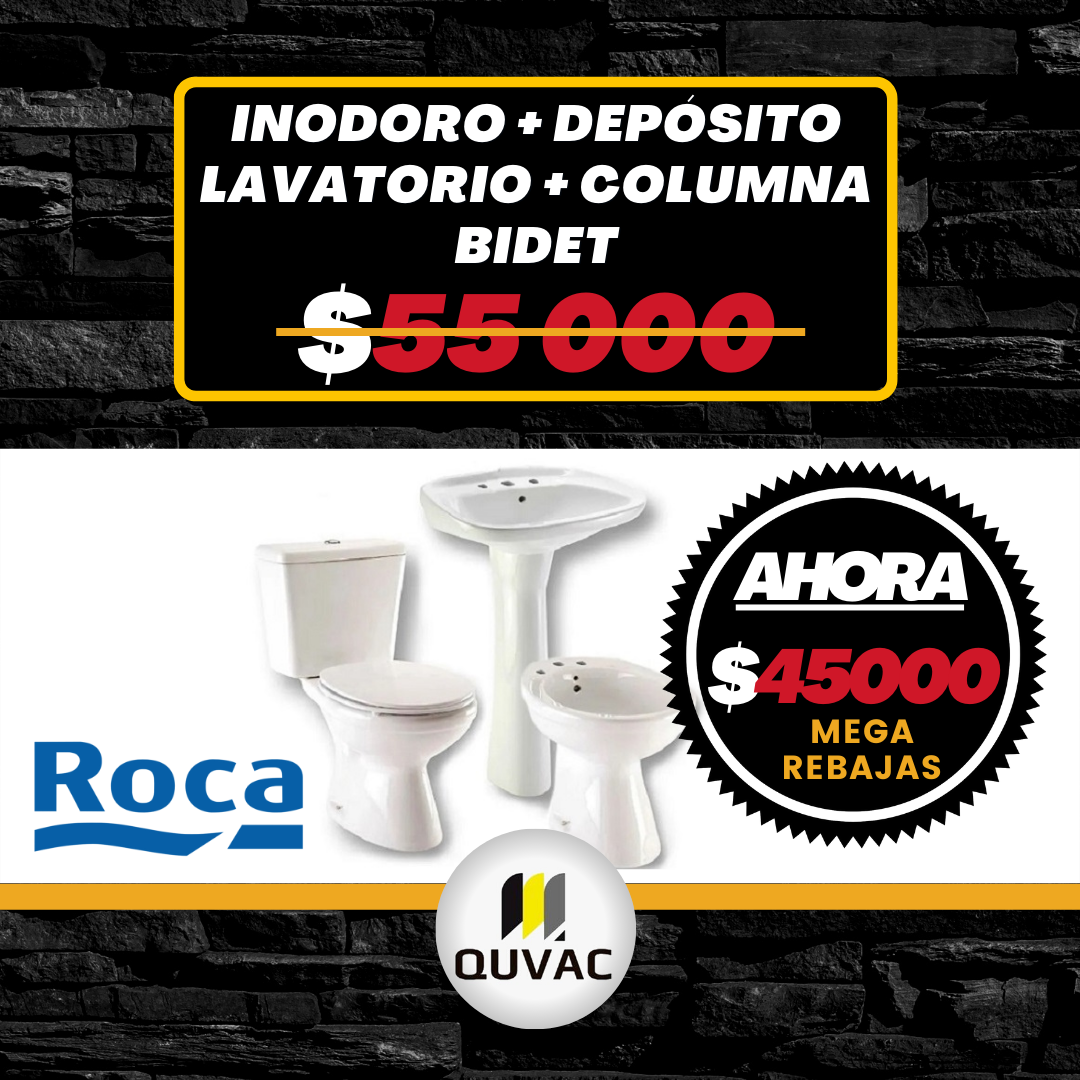 INODORO + DEPÓSITO
LAVATORIO + COLUMNA
BIDET
$55 000
AHORA
$45000
MEGA
REBAJAS
Roca
QUVAC